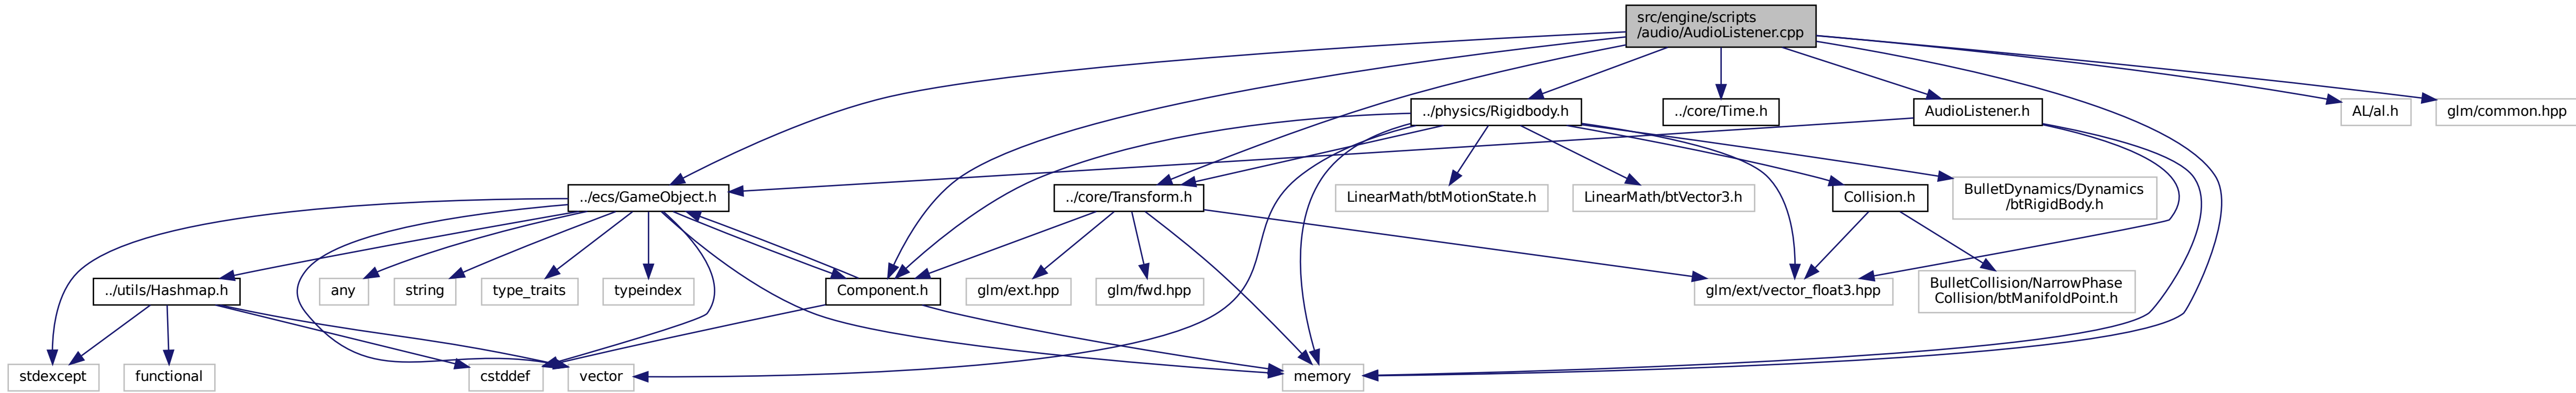 src/engine/scripts
/audio/AudioListener.cpp
../physics/Rigidbody.h
../core/Time.h
AudioListener.h
AL/al.h
glm/common.hpp
../ecs/GameObject.h
../core/Transform.h
LinearMath/btMotionState.h
LinearMath/btVector3.h
Collision.h
BulletDynamics/Dynamics
/btRigidBody.h
../utils/Hashmap.h
any
string
type_traits
typeindex
Component.h
glm/ext.hpp
glm/fwd.hpp
glm/ext/vector_float3.hpp
BulletCollision/NarrowPhase
Collision/btManifoldPoint.h
stdexcept
functional
cstddef
vector
memory